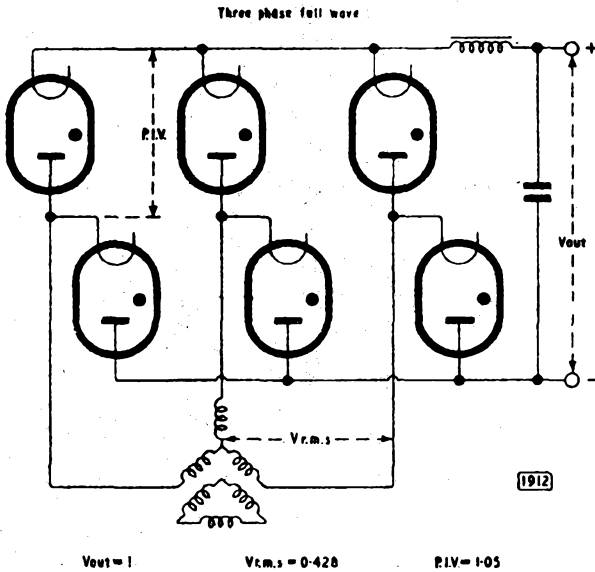 Three phase full wave
+
P.I.V.
Vout
-
Vr.m.s
1912
Vout = 1 Vr.m.s = 0·428 P.I.V. = 1·05